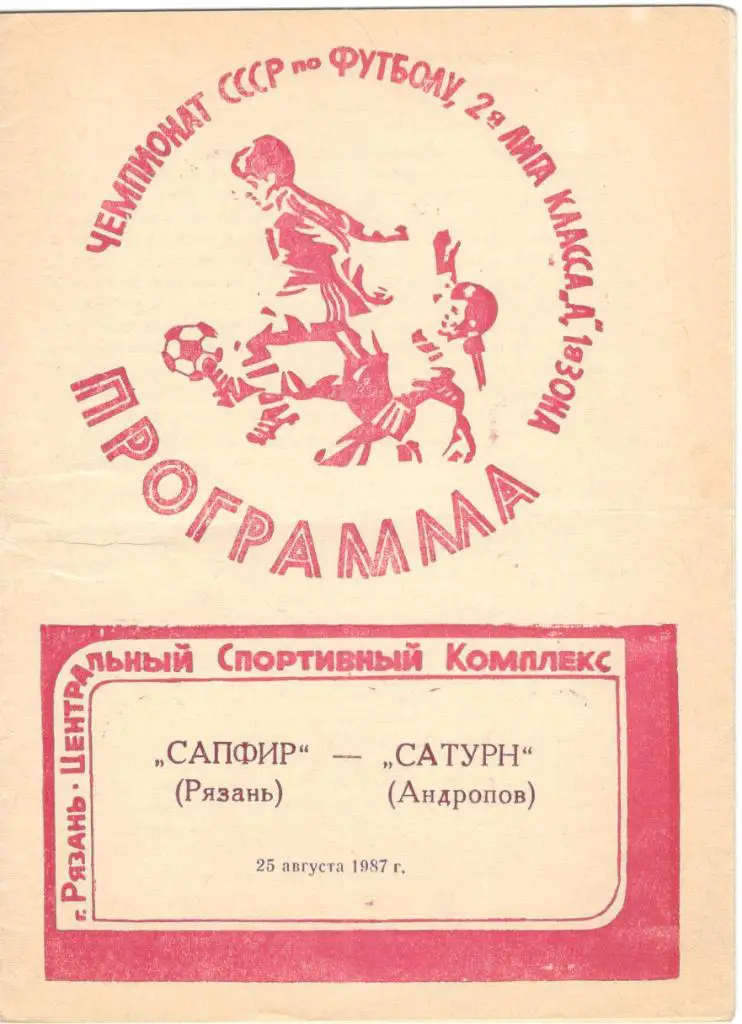 ЧЕМПИОНАТ СССР по ФУТБОЛУ, 2я ЛИГА КЛАССА „А" 1я ЗОНА
ПРОГРАММА
г. РЯЗАНЬ · ЦЕНТРАЛЬНЫЙ СПОРТИВНЫЙ КОМПЛЕКС
„САПФИР“ — „САТУРН“
(Рязань) (Андропов)
25 августа 1987 г.